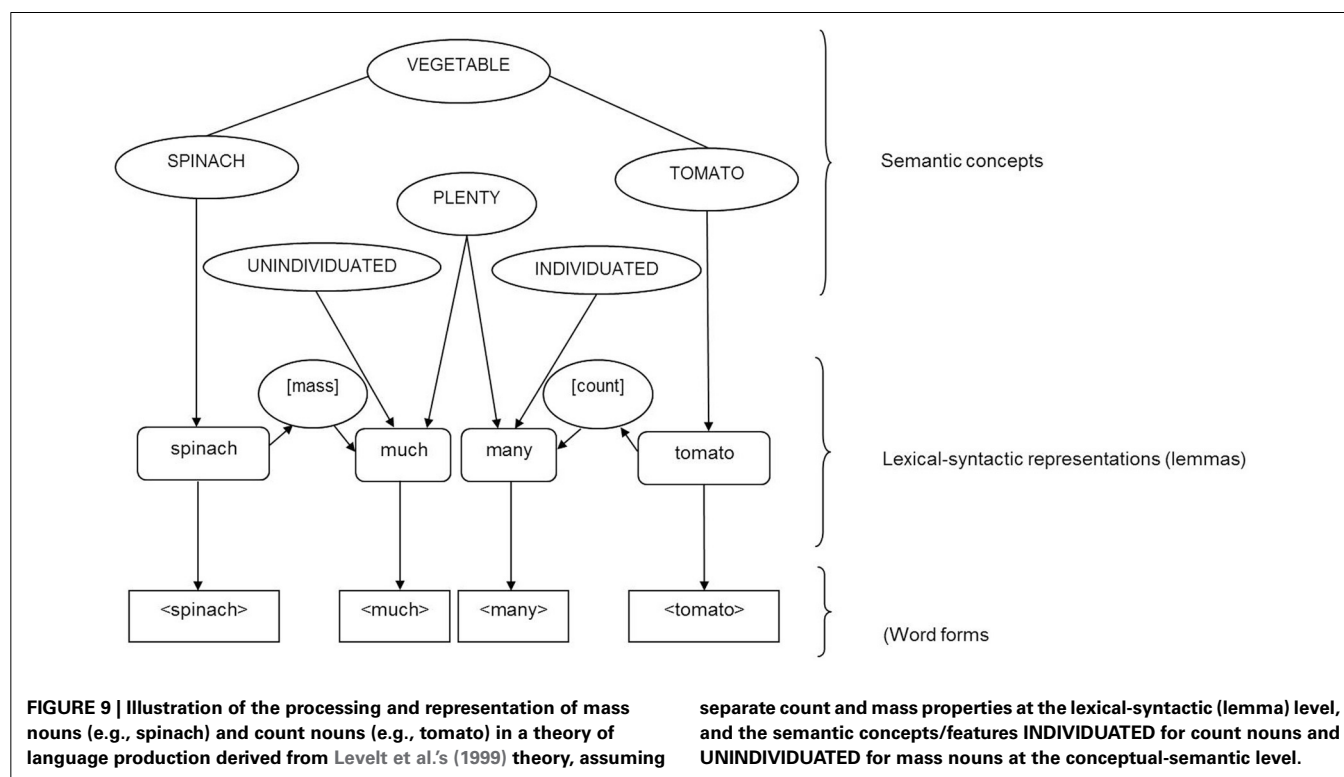 VEGETABLE
SPINACH
TOMATO
Semantic concepts
PLENTY
UNINDIVIDUATED
INDIVIDUATED
[mass]
[count]
spinach
much
many
tomato
Lexical-syntactic representations (lemmas)
<spinach>
<much>
<many>
<tomato>
(Word forms
FIGURE 9 | Illustration of the processing and representation of mass
nouns (e.g., spinach) and count nouns (e.g., tomato) in a theory of
language production derived from Levelt et al.'s (1999) theory, assuming
separate count and mass properties at the lexical-syntactic (lemma) level,
and the semantic concepts/features INDIVIDUATED for count nouns and
UNINDIVIDUATED for mass nouns at the conceptual-semantic level.